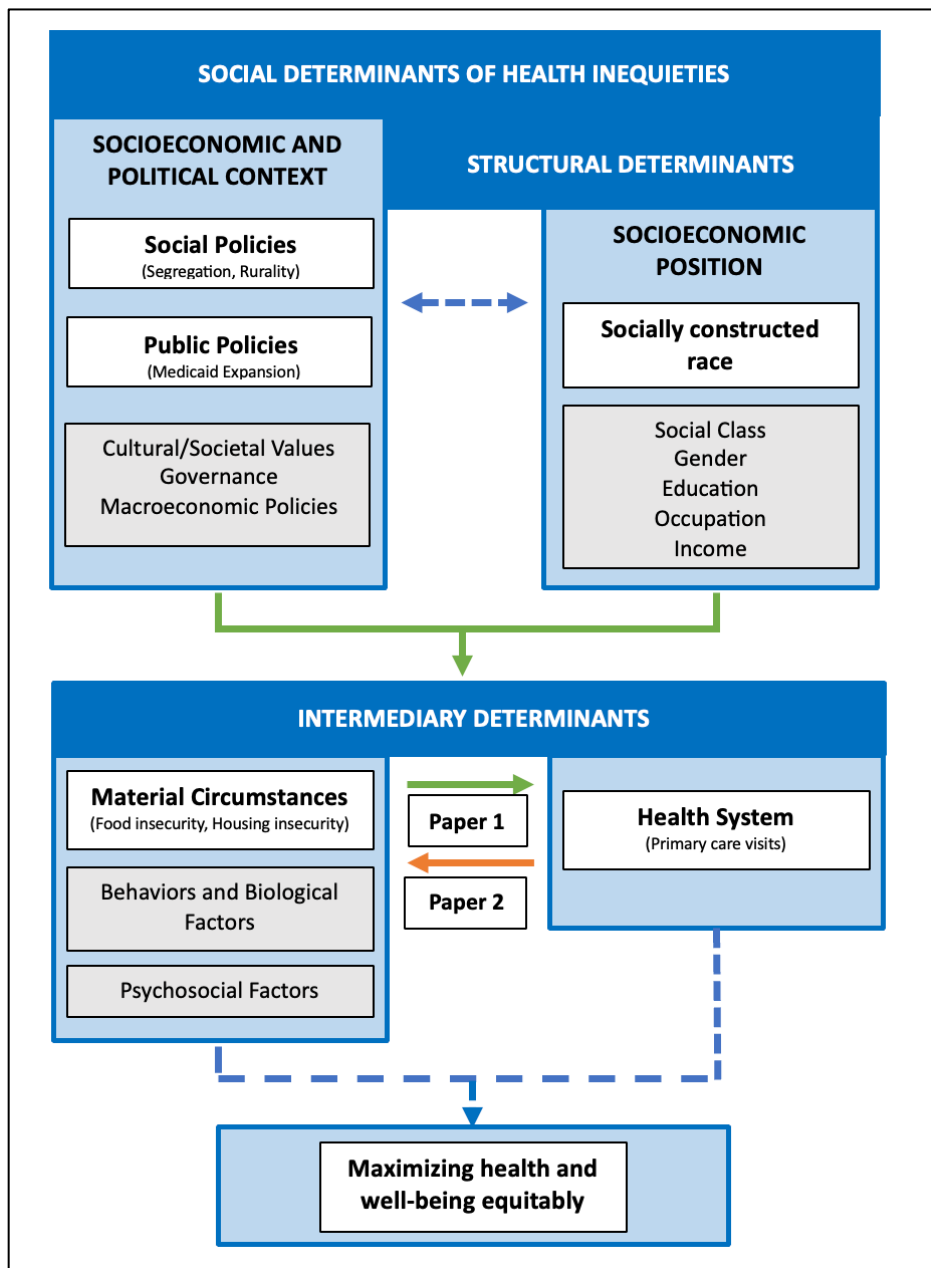 SOCIAL DETERMINANTS OF HEALTH INEQUIETIES
SOCIOECONOMIC AND
POLITICAL CONTEXT
Social Policies
(Segregation, Rurality)
Public Policies
(Medicaid Expansion)
Cultural/Societal Values
Governance
Macroeconomic Policies
STRUCTURAL DETERMINANTS
SOCIOECONOMIC
POSITION
Socially constructed
race
Social Class
Gender
Education
Occupation
Income
INTERMEDIARY DETERMINANTS
Material Circumstances
(Food insecurity, Housing insecurity)
Behaviors and Biological
Factors
Psychosocial Factors
Paper 1
Paper 2
Health System
(Primary care visits)
Maximizing health and
well-being equitably